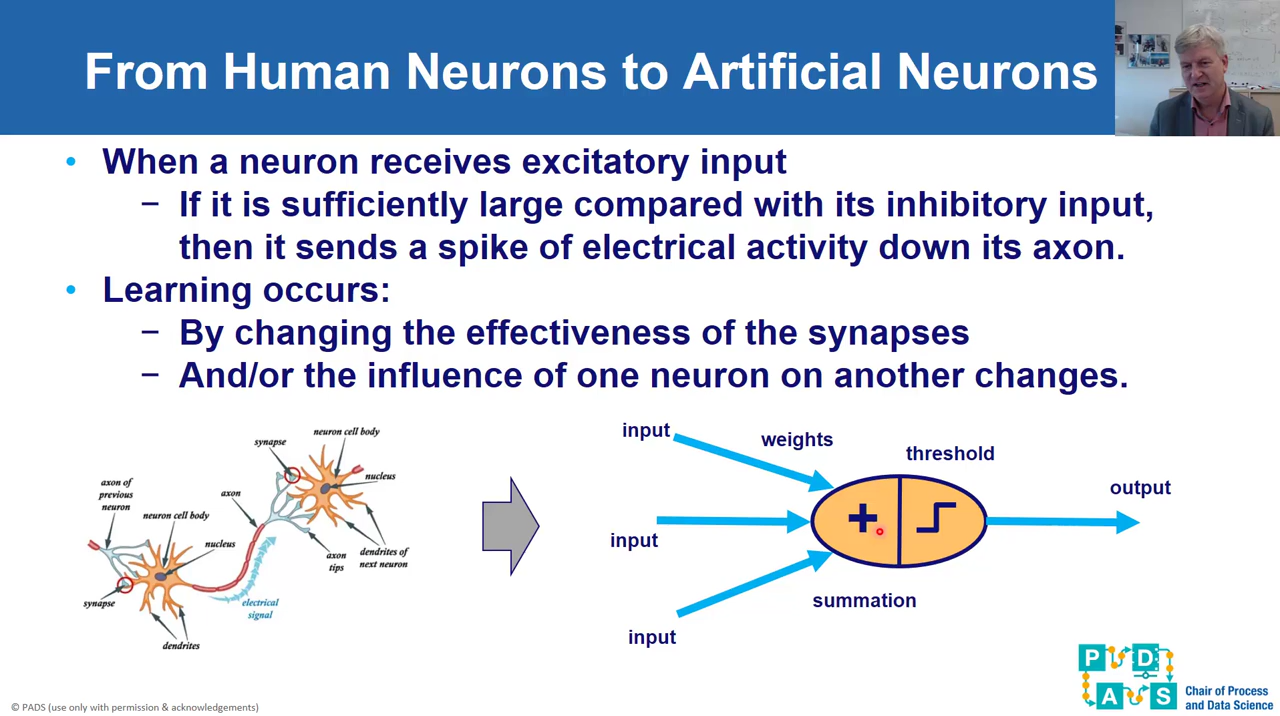 From Human Neurons to Artificial Neurons
• When a neuron receives excitatory input
− If it is sufficiently large compared with its inhibitory input,
then it sends a spike of electrical activity down its axon.
• Learning occurs:
− By changing the effectiveness of the synapses
− And/or the influence of one neuron on another changes.
synapse
neuron cell body
nucleus
axon of
previous
neuron
neuron cell body
axon
nucleus
axon
tips
dendrites of
next neuron
synapse
electrical
signal
dendrites
input
weights
threshold
output
input
summation
input
P D
A S
Chair of Process
and Data Science
© PADS (use only with permission & acknowledgements)